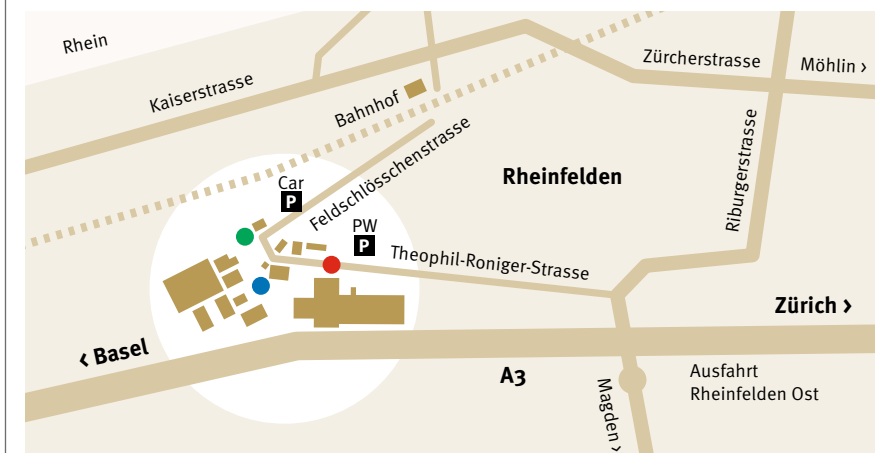 Rhein
Zürcherstrasse
Möhlin ›
Kaiserstrasse
Bahnhof
Riburgerstrasse
Feldschlösschenstrasse
Rheinfelden
Car
P
PW
P
Theophil-Roniger-Strasse
Zürich ›
‹ Basel
A3
Ausfahrt
Rheinfelden Ost
Magden ›